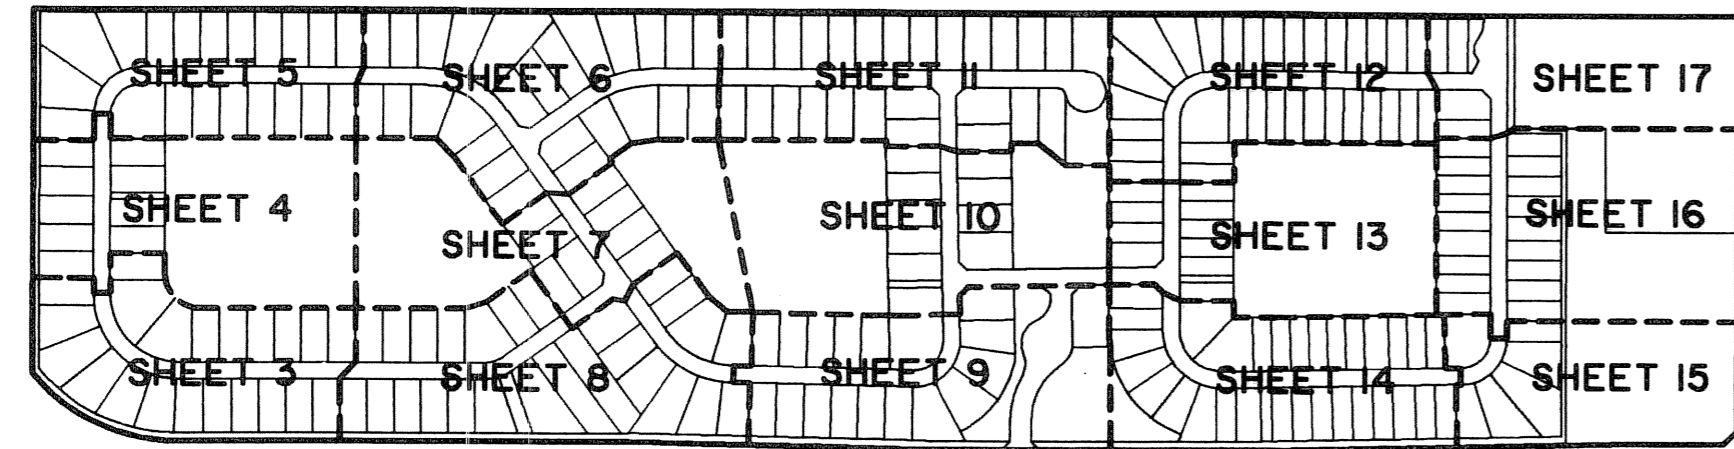 SHEET 5
SHEET 6
SHEET 11
SHEET 12
SHEET 17
SHEET 4
SHEET 7
SHEET 10
SHEET 13
SHEET 16
SHEET 3
SHEET 8
SHEET 9
SHEET 14
SHEET 15